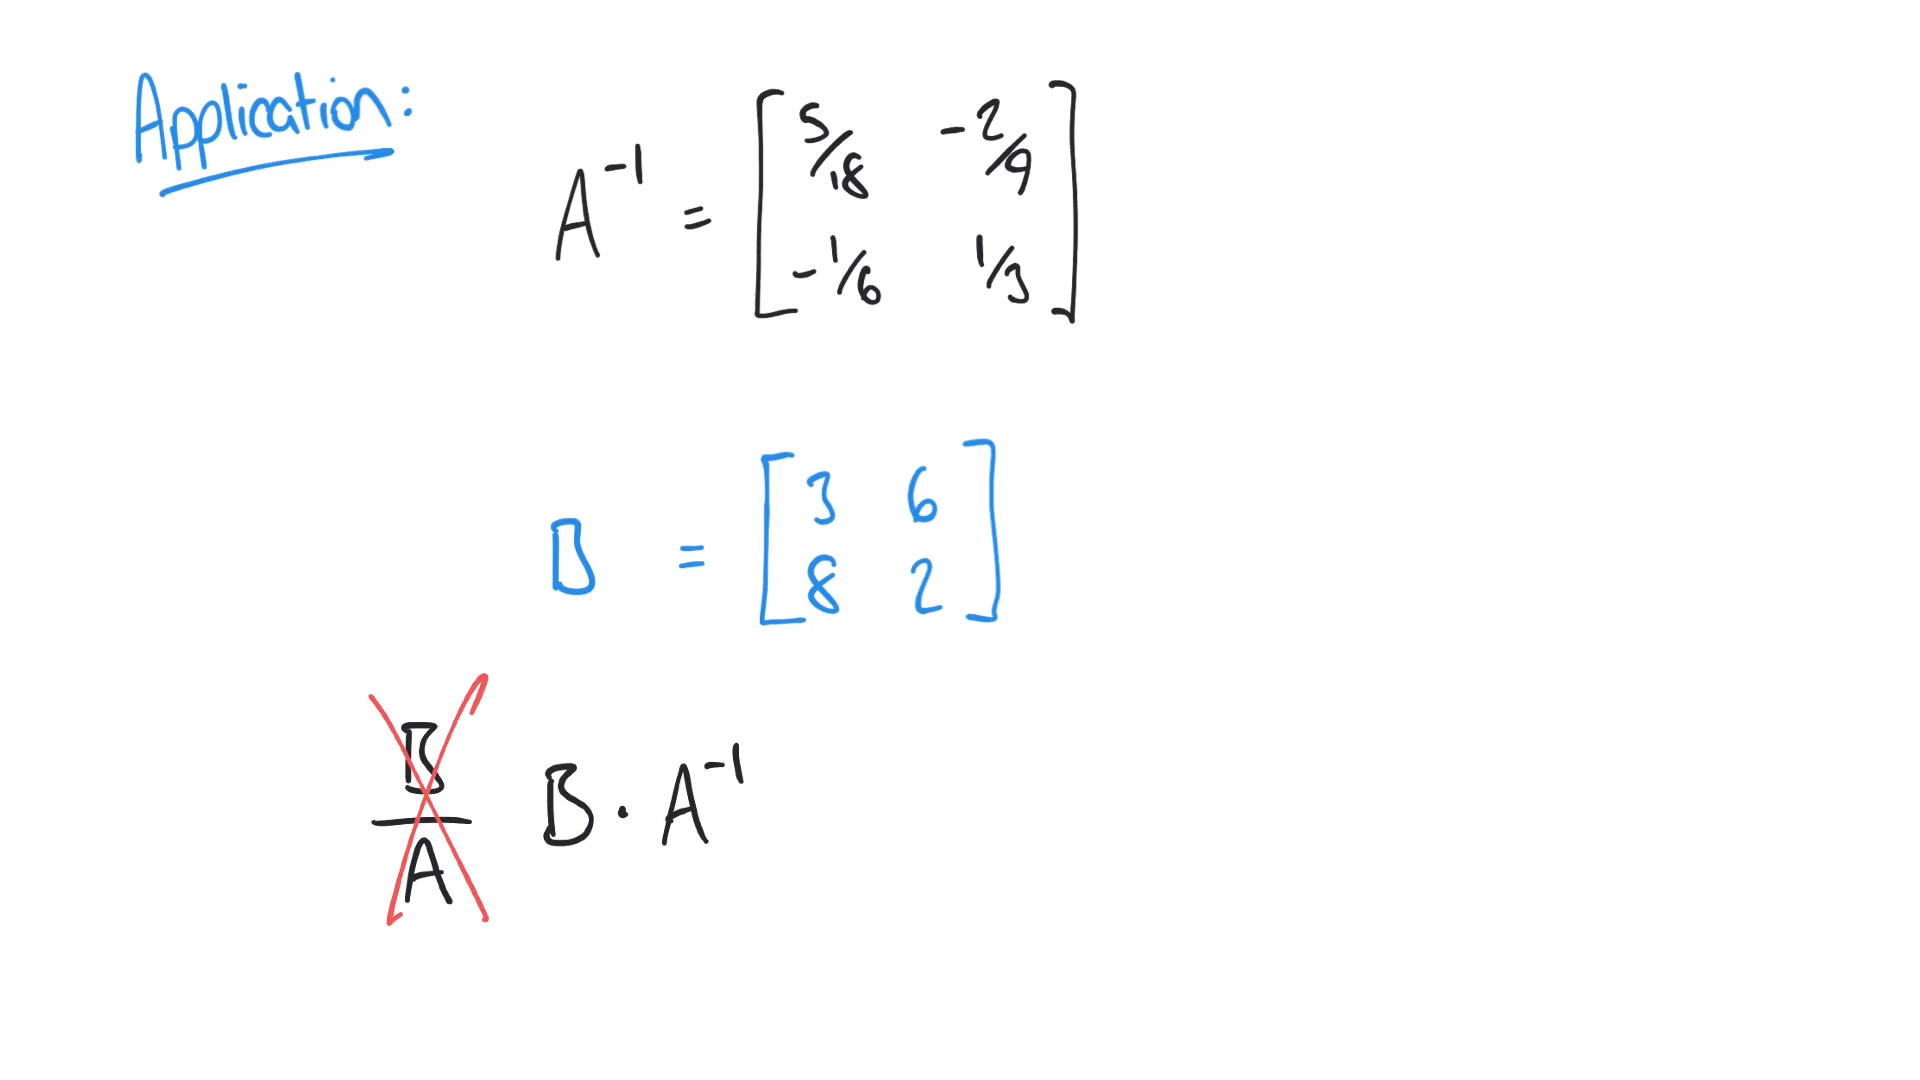 Application:
A⁻¹ = [ 5/18 -2/9
-1/6 1/3 ]
B = [ 3 6
8 2 ]
B/A B · A⁻¹